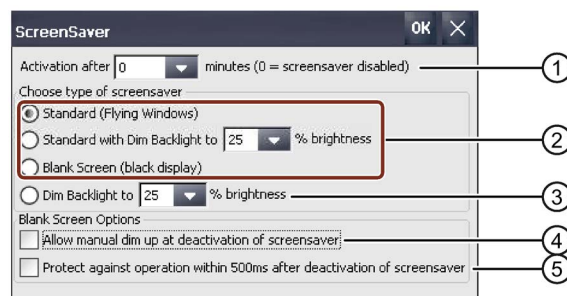 ScreenSaver OK
Activation after 0 minutes (0 = screensaver disabled) 1
Choose type of screensaver
Standard (Flying Windows)
Standard with Dim Backlight to 25 % brightness 2
Blank Screen (black display)
Dim Backlight to 25 % brightness 3
Blank Screen Options
Allow manual dim up at deactivation of screensaver 4
Protect against operation within 500ms after deactivation of screensaver 5